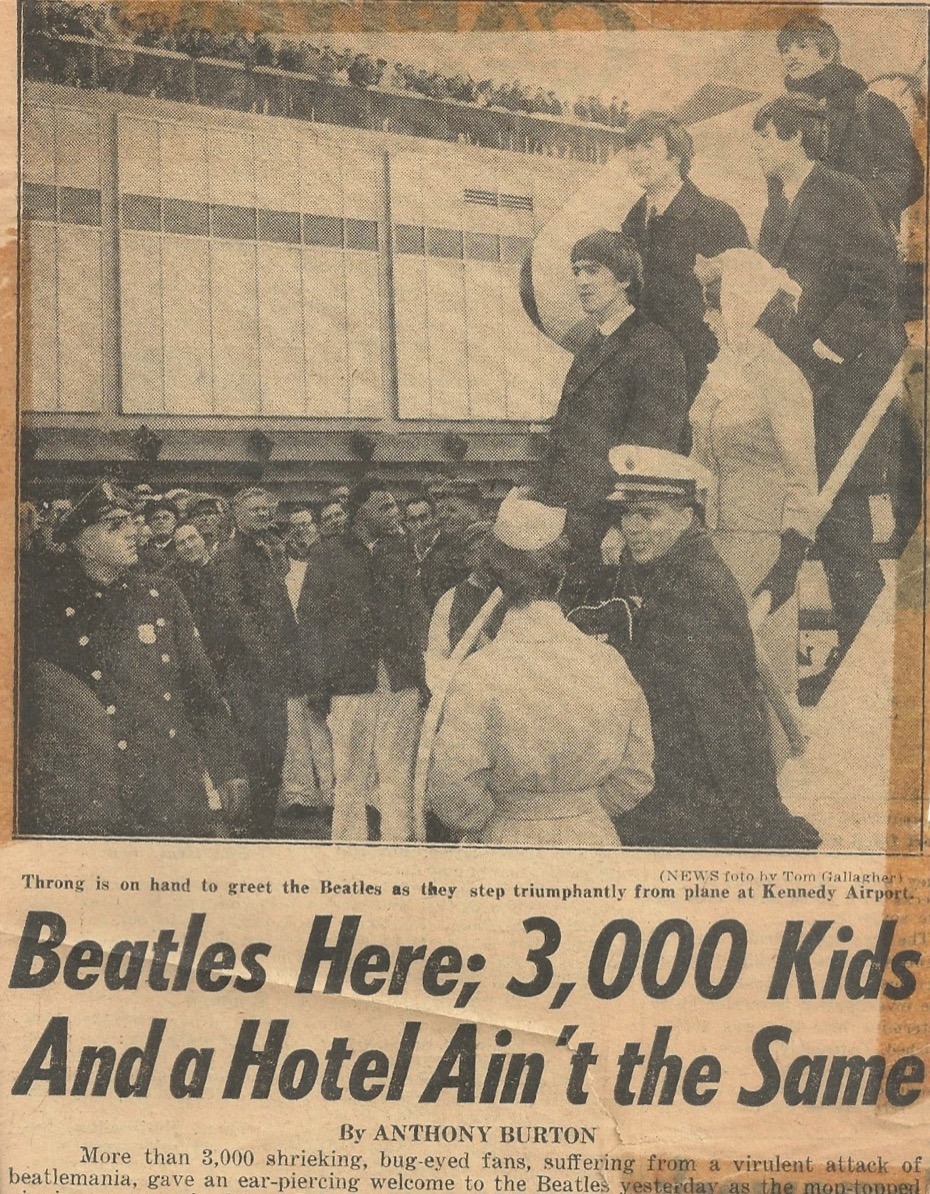 (NEWS foto by Tom Gallagher)
Throng is on hand to greet the Beatles as they step triumphantly from plane at Kennedy Airport.
Beatles Here; 3,000 Kids
And a Hotel Ain't the Same
By ANTHONY BURTON
More than 3,000 shrieking, bug-eyed fans, suffering from a virulent attack of
beatlemania, gave an ear-piercing welcome to the Beatles yesterday as the mop-topped